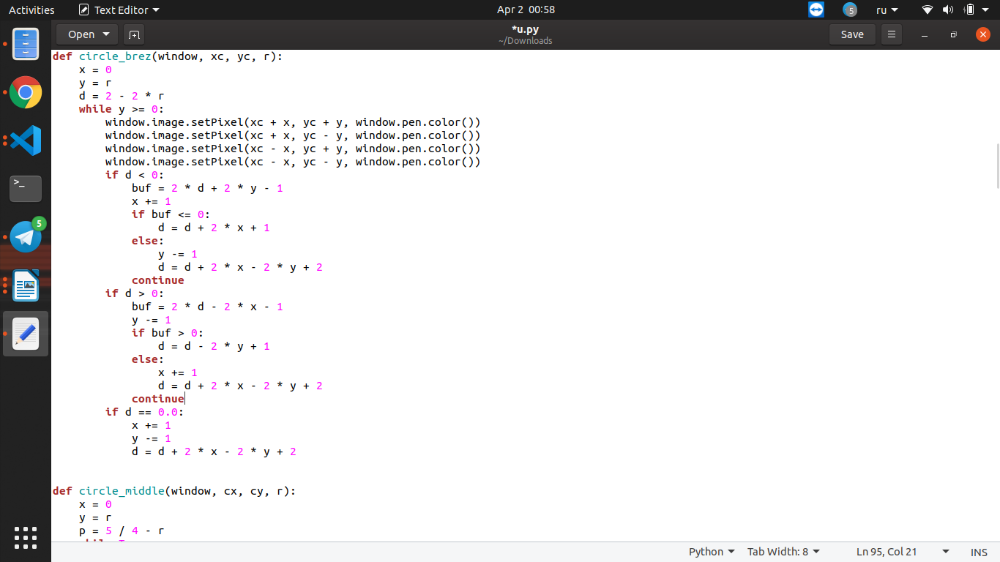 Activities Text Editor Apr 2 00:58 5 ru
Open *u.py Save
~/Downloads
def circle_brez(window, xc, yc, r):
    x = 0
    y = r
    d = 2 - 2 * r
    while y >= 0:
        window.image.setPixel(xc + x, yc + y, window.pen.color())
        window.image.setPixel(xc + x, yc - y, window.pen.color())
        window.image.setPixel(xc - x, yc + y, window.pen.color())
        window.image.setPixel(xc - x, yc - y, window.pen.color())
        if d < 0:
            buf = 2 * d + 2 * y - 1
            x += 1
            if buf <= 0:
                d = d + 2 * x + 1
            else:
                y -= 1
                d = d + 2 * x - 2 * y + 2
            continue
        if d > 0:
            buf = 2 * d - 2 * x - 1
            y -= 1
            if buf > 0:
                d = d - 2 * y + 1
            else:
                x += 1
                d = d + 2 * x - 2 * y + 2
            continue
        if d == 0.0:
            x += 1
            y -= 1
            d = d + 2 * x - 2 * y + 2
def circle_middle(window, cx, cy, r):
    x = 0
    y = r
    p = 5 / 4 - r
>_
5
Python Tab Width: 8 Ln 95, Col 21 INS